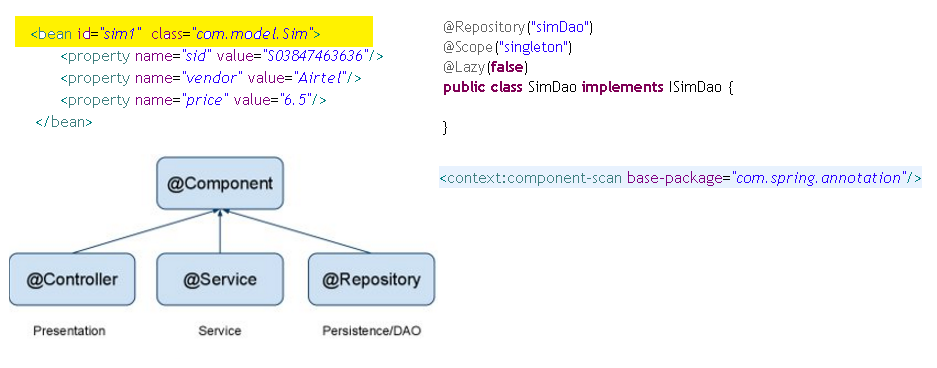 <bean id="sim1" class="com.model.Sim">
<property name="sid" value="S03847463636"/>
<property name="vendor" value="Airtel"/>
<property name="price" value="6.5"/>
</bean>
@Repository("simDao")
@Scope("singleton")
@Lazy(false)
public class SimDao implements ISimDao {
}
<context:component-scan base-package="com.spring.annotation"/>
@Component
@Controller
@Service
@Repository
Presentation
Service
Persistence/DAO